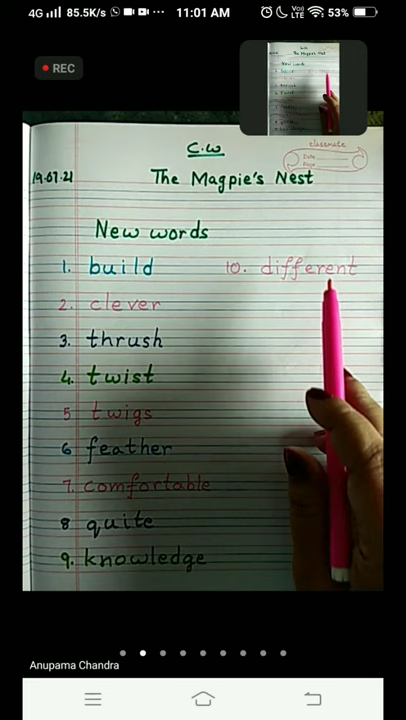 4G 85.5K/s 11:01 AM Vo) LTE 53%
REC
classmate
C.W
Date
Page
19.07.21 The Magpie's Nest
New words
1. build 10. different
2. clever
3. thrush
4. twist
5 twigs
6 feather
7. comfortable
8 quite
9. knowledge
Anupama Chandra